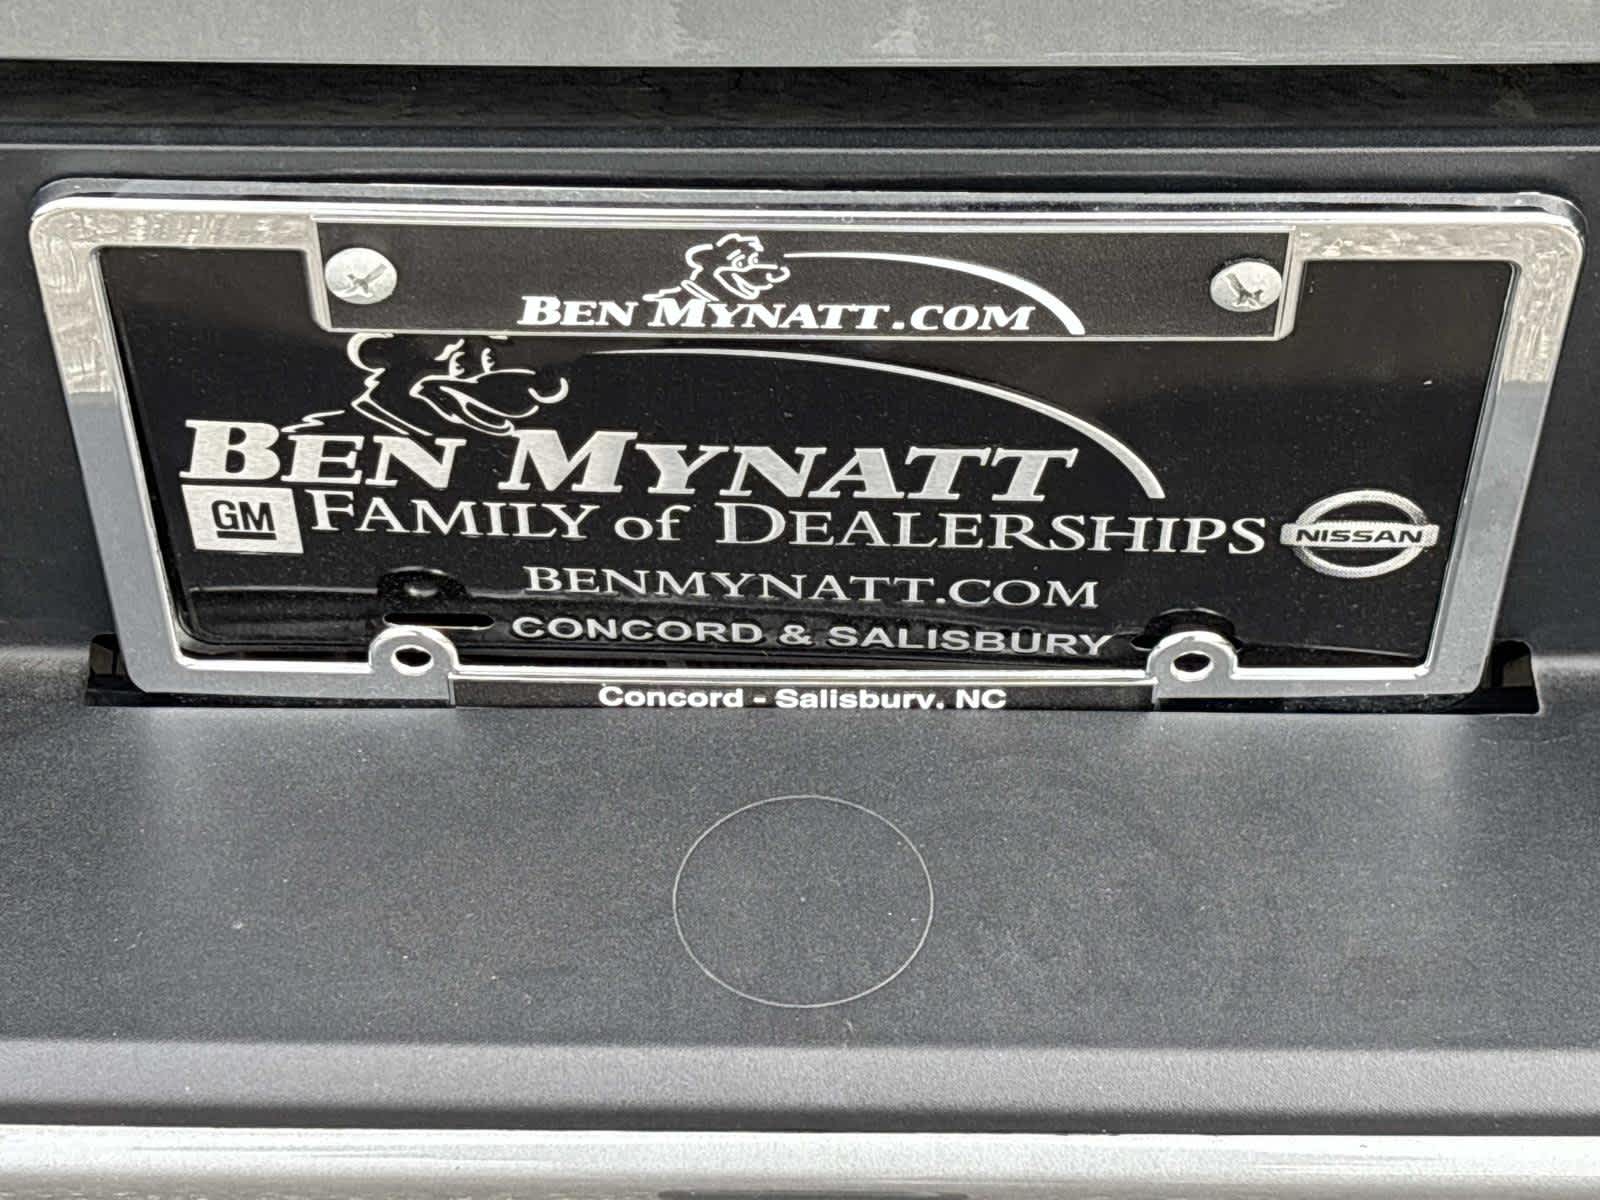 BEN MYNATT.COM
BEN MYNATT
GM FAMILY of DEALERSHIPS NISSAN
BENMYNATT.COM
CONCORD & SALISBURY
Concord - Salisbury, NC